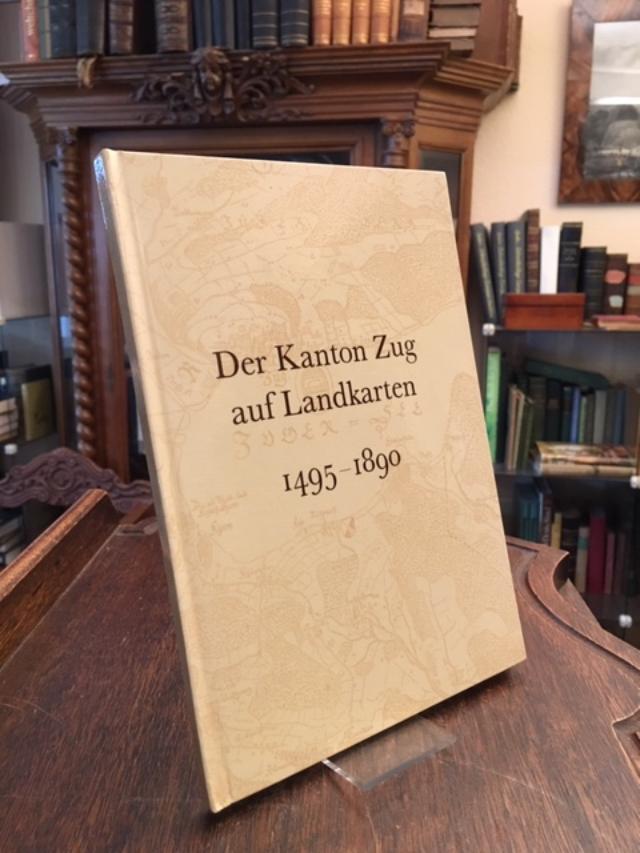 Der Kanton Zug
auf Landkarten
1495–1890